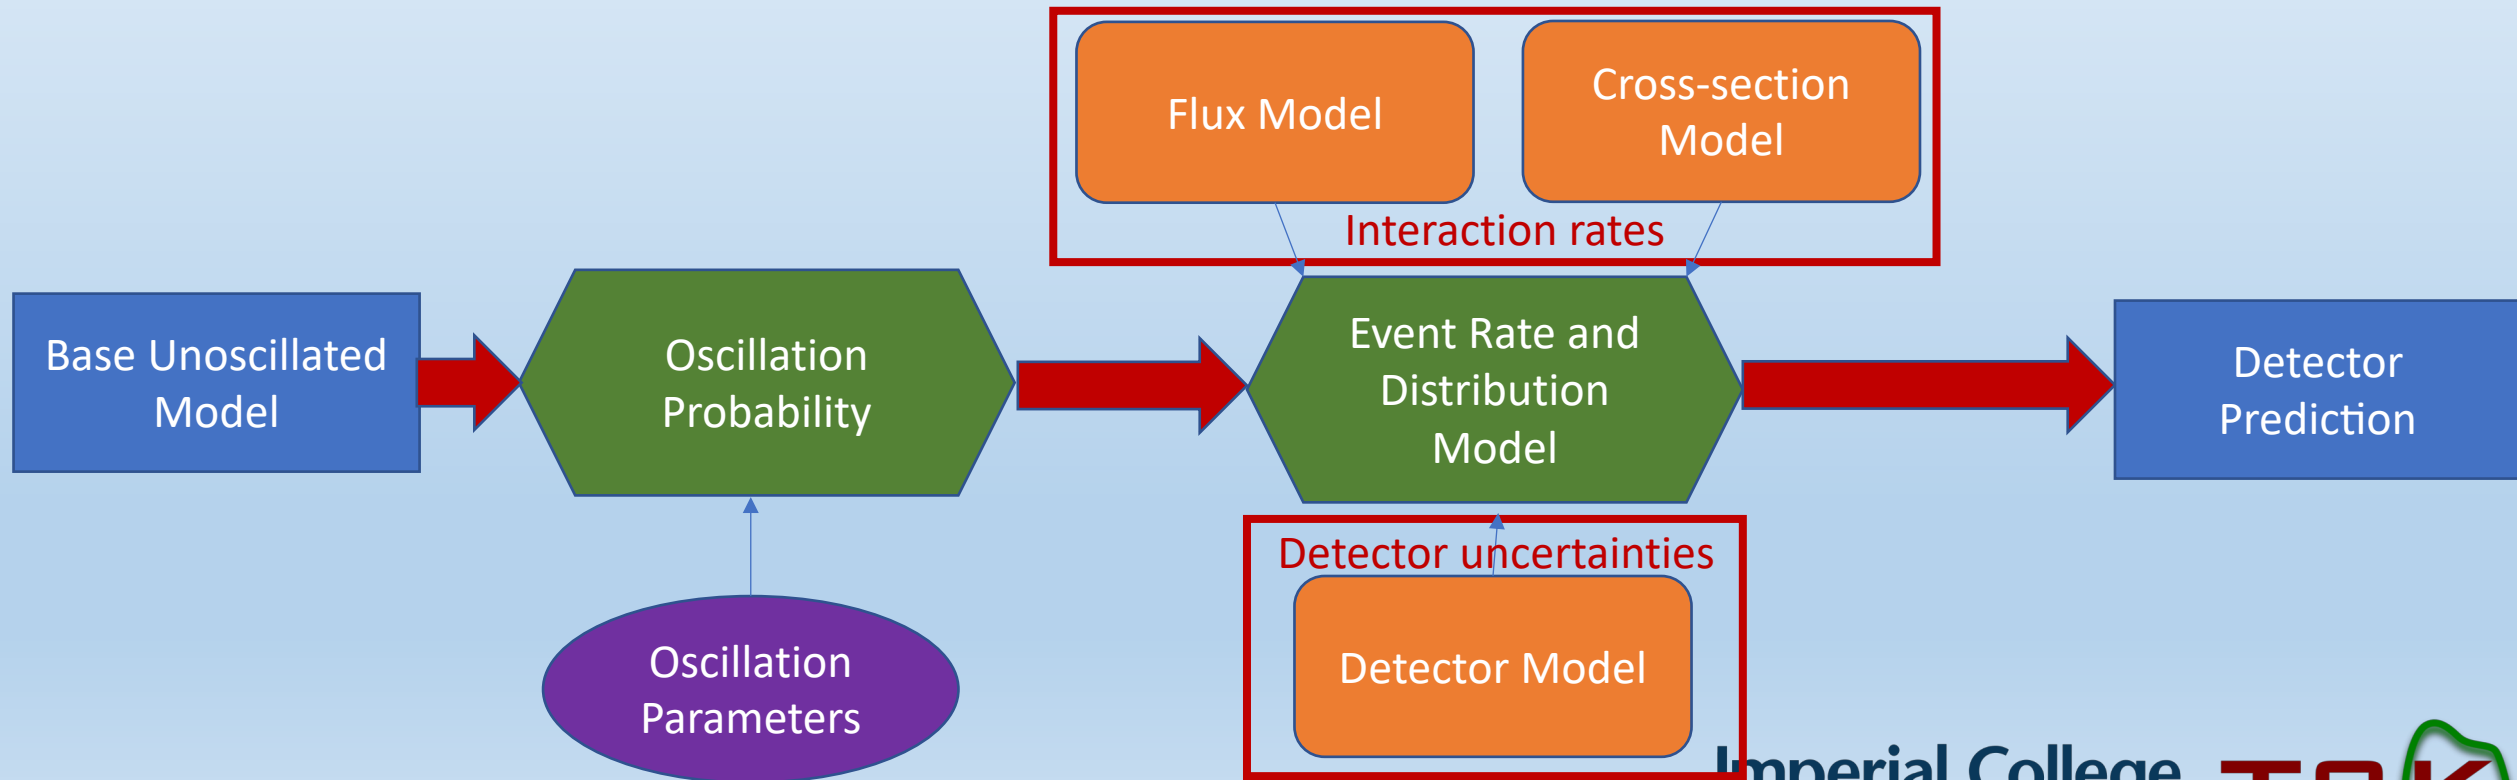 Flux Model
Cross-section
Model
Interaction rates
Base Unoscillated
Model
Oscillation
Probability
Event Rate and
Distribution
Model
Detector
Prediction
Detector uncertainties
Detector Model
Oscillation
Parameters
Imperial College
T2K